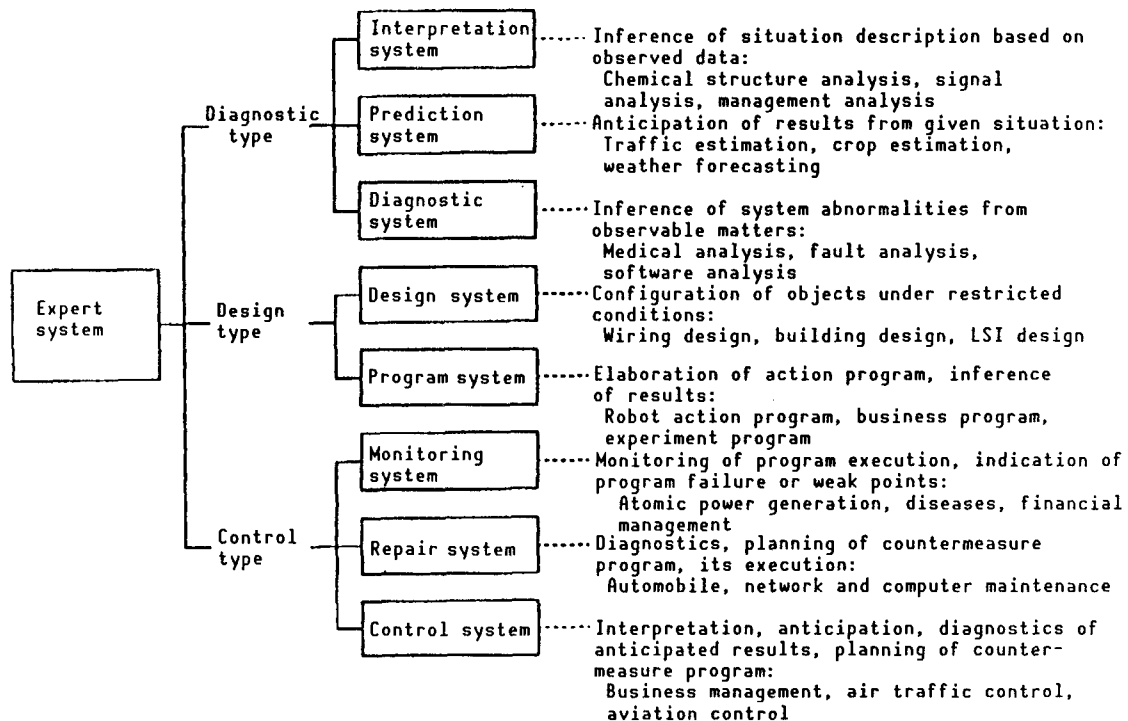 Expert
system
Diagnostic
type
Interpretation
system
Inference of situation description based on
observed data:
Chemical structure analysis, signal
analysis, management analysis
Prediction
system
Anticipation of results from given situation:
Traffic estimation, crop estimation,
weather forecasting
Diagnostic
system
Inference of system abnormalities from
observable matters:
Medical analysis, fault analysis,
software analysis
Design
type
Design system
Configuration of objects under restricted
conditions:
Wiring design, building design, LSI design
Program system
Elaboration of action program, inference
of results:
Robot action program, business program,
experiment program
Control
type
Monitoring
system
Monitoring of program execution, indication of
program failure or weak points:
Atomic power generation, diseases, financial
management
Repair system
Diagnostics, planning of countermeasure
program, its execution:
Automobile, network and computer maintenance
Control system
Interpretation, anticipation, diagnostics of
anticipated results, planning of counter-
measure program:
Business management, air traffic control,
aviation control